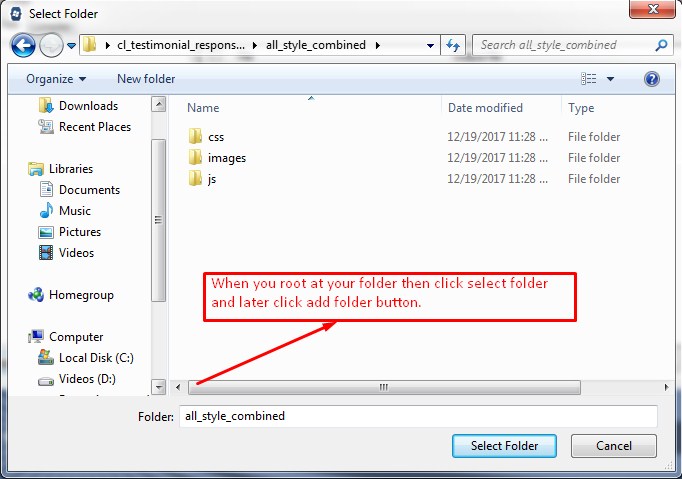 Select Folder
cl_testimonial_respons... all_style_combined
Search all_style_combined
Organize
New folder
Name
Date modified
Type
Downloads
Recent Places
Libraries
Documents
Music
Pictures
Videos
Homegroup
Computer
Local Disk (C:)
Videos (D:)
css 12/19/2017 11:28 ... File folder
images 12/19/2017 11:28 ... File folder
js 12/19/2017 11:28 ... File folder
When you root at your folder then click select folder
and later click add folder button.
Folder: all_style_combined
Select Folder
Cancel